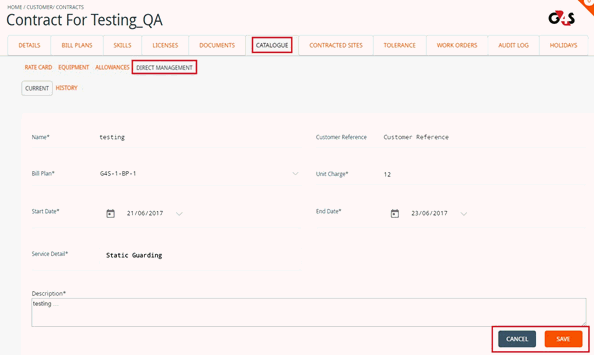 HOME / CUSTOMER/ CONTRACTS
Contract For Testing_QA
G4S
DETAILS BILL PLANS SKILLS LICENSES DOCUMENTS CATALOGUE CONTRACTED SITES TOLERANCE WORK ORDERS AUDIT LOG HOLIDAYS
RATE CARD EQUIPMENT ALLOWANCES DIRECT MANAGEMENT
CURRENT HISTORY
Name* testing Customer Reference Customer Reference
Bill Plan* G4S-1-BP-1 Unit Charge* 12
Start Date* 21/06/2017 End Date* 23/06/2017
Service Detail* Static Guarding
Description*
testing ...
CANCEL SAVE